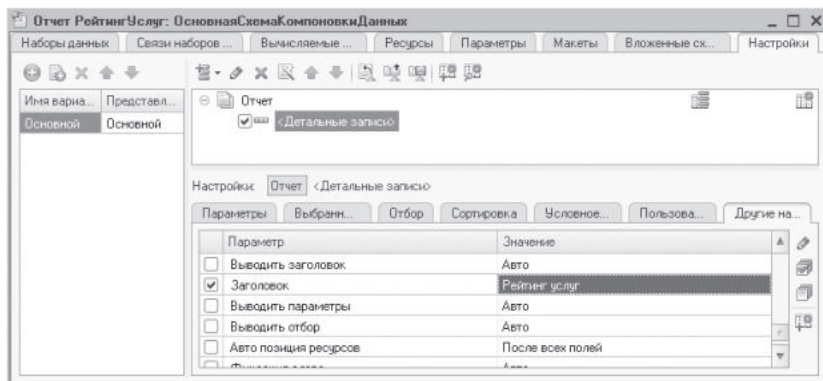 Отчет РейтингУслуг: ОсновнаяСхемаКомпоновкиДанных
Наборы данных Связи наборов ... Вычисляемые ... Ресурсы Параметры Макеты Вложенные сх... Настройки
Имя вариа... Представл...
Основной Основной
Отчет
<Детальные записи>
Настройки: Отчет <Детальные записи>
Параметры Выбранн... Отбор Сортировка Условное... Пользова... Другие на...
Параметр Значение
Выводить заголовок Авто
Заголовок Рейтинг услуг
Выводить параметры Авто
Выводить отбор Авто
Авто позиция ресурсов После всех полей